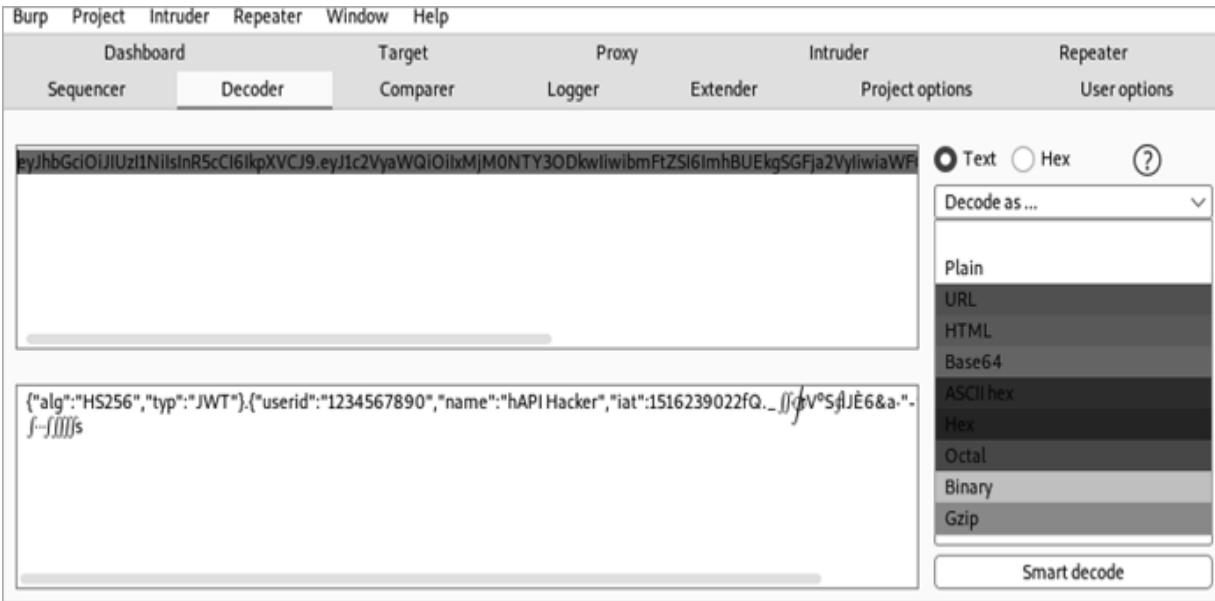 Burp Project Intruder Repeater Window Help
Dashboard Target Proxy Intruder Repeater
Sequencer Decoder Comparer Logger Extender Project options User options
eyJhbGciOiJIUzI1NiIsInR5cCI6IkpXVCJ9.eyJ1c2VyaWQiOiIxMjM0NTY3ODkwIiwibmFtZSI6ImhBUEkgSGFja2VyIiwiaWF
Text Hex ?
Decode as ...
Plain
URL
HTML
Base64
ASCII hex
Hex
Octal
Binary
Gzip
Smart decode
{"alg":"HS256","typ":"JWT"}.{"userid":"1234567890","name":"hAPI Hacker","iat":1516239022fQ._